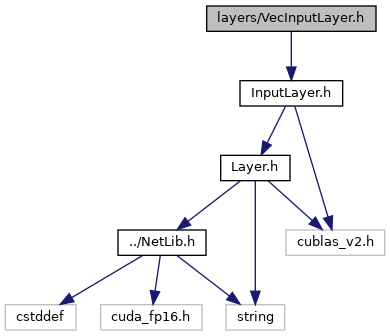 layers/VecInputLayer.h
InputLayer.h
Layer.h
../NetLib.h
cublas_v2.h
cstddef
cuda_fp16.h
string